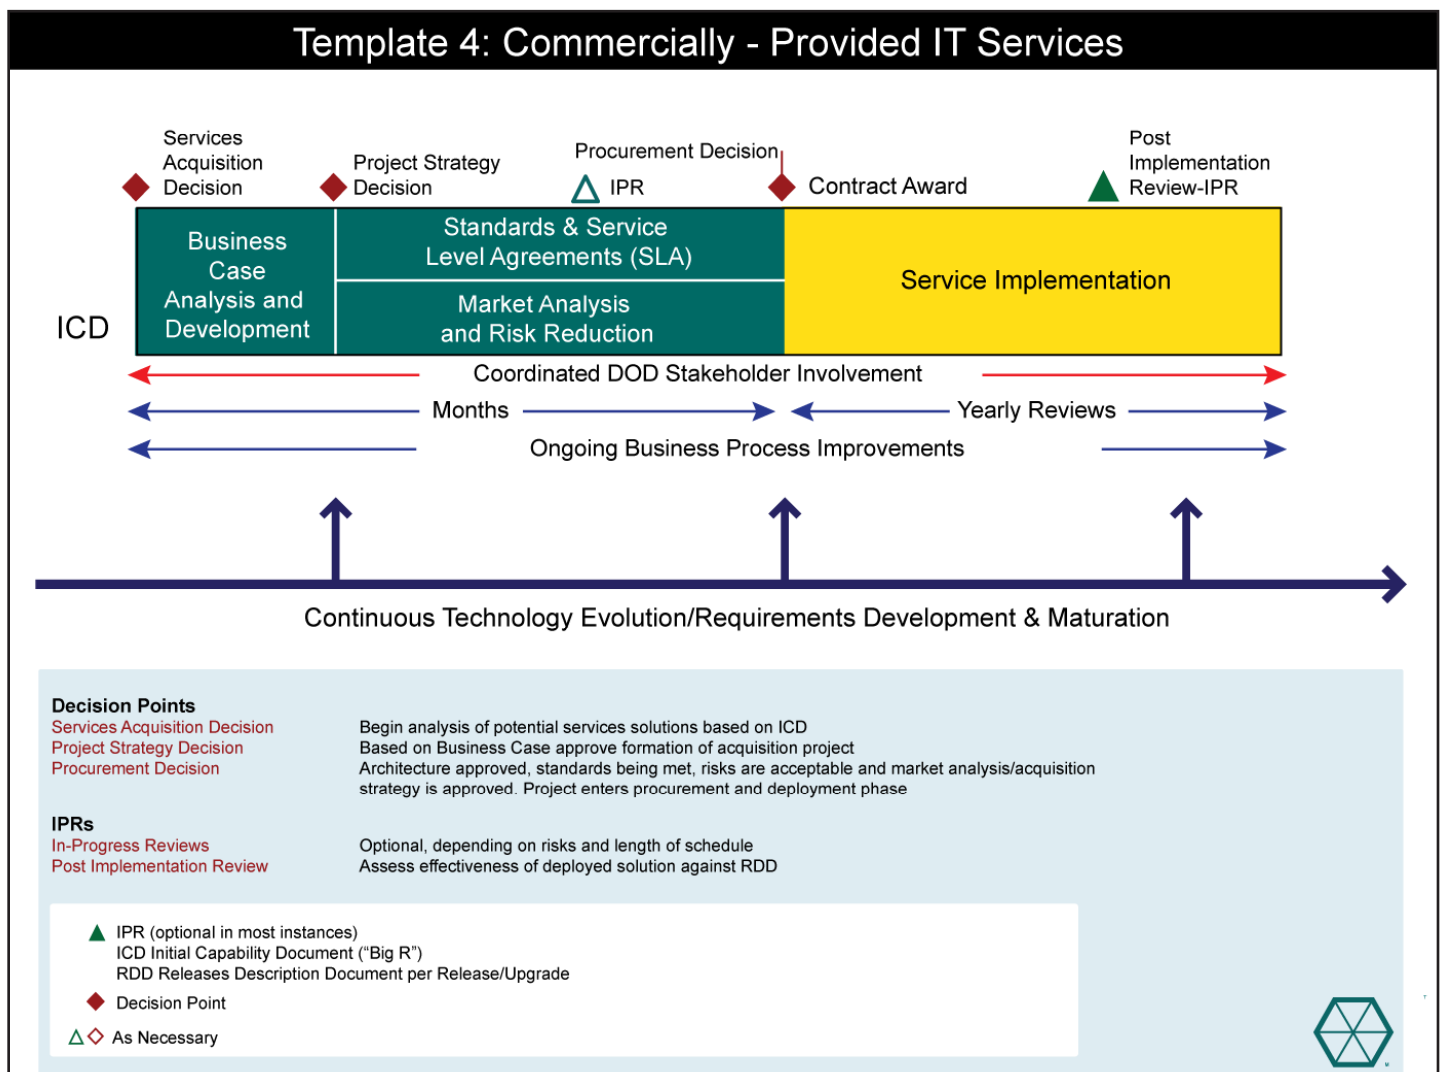 Template 4: Commercially - Provided IT Services
Services
Acquisition
Decision
Project Strategy
Decision
Procurement Decision
IPR
Contract Award
Post
Implementation
Review-IPR
ICD
Business
Case
Analysis and
Development
Standards & Service
Level Agreements (SLA)
Market Analysis
and Risk Reduction
Service Implementation
Coordinated DOD Stakeholder Involvement
Months
Yearly Reviews
Ongoing Business Process Improvements
Continuous Technology Evolution/Requirements Development & Maturation
Decision Points
Services Acquisition Decision Begin analysis of potential services solutions based on ICD
Project Strategy Decision Based on Business Case approve formation of acquisition project
Procurement Decision Architecture approved, standards being met, risks are acceptable and market analysis/acquisition
strategy is approved. Project enters procurement and deployment phase
IPRs
In-Progress Reviews Optional, depending on risks and length of schedule
Post Implementation Review Assess effectiveness of deployed solution against RDD
IPR (optional in most instances)
ICD Initial Capability Document (“Big R”)
RDD Releases Description Document per Release/Upgrade
Decision Point
As Necessary